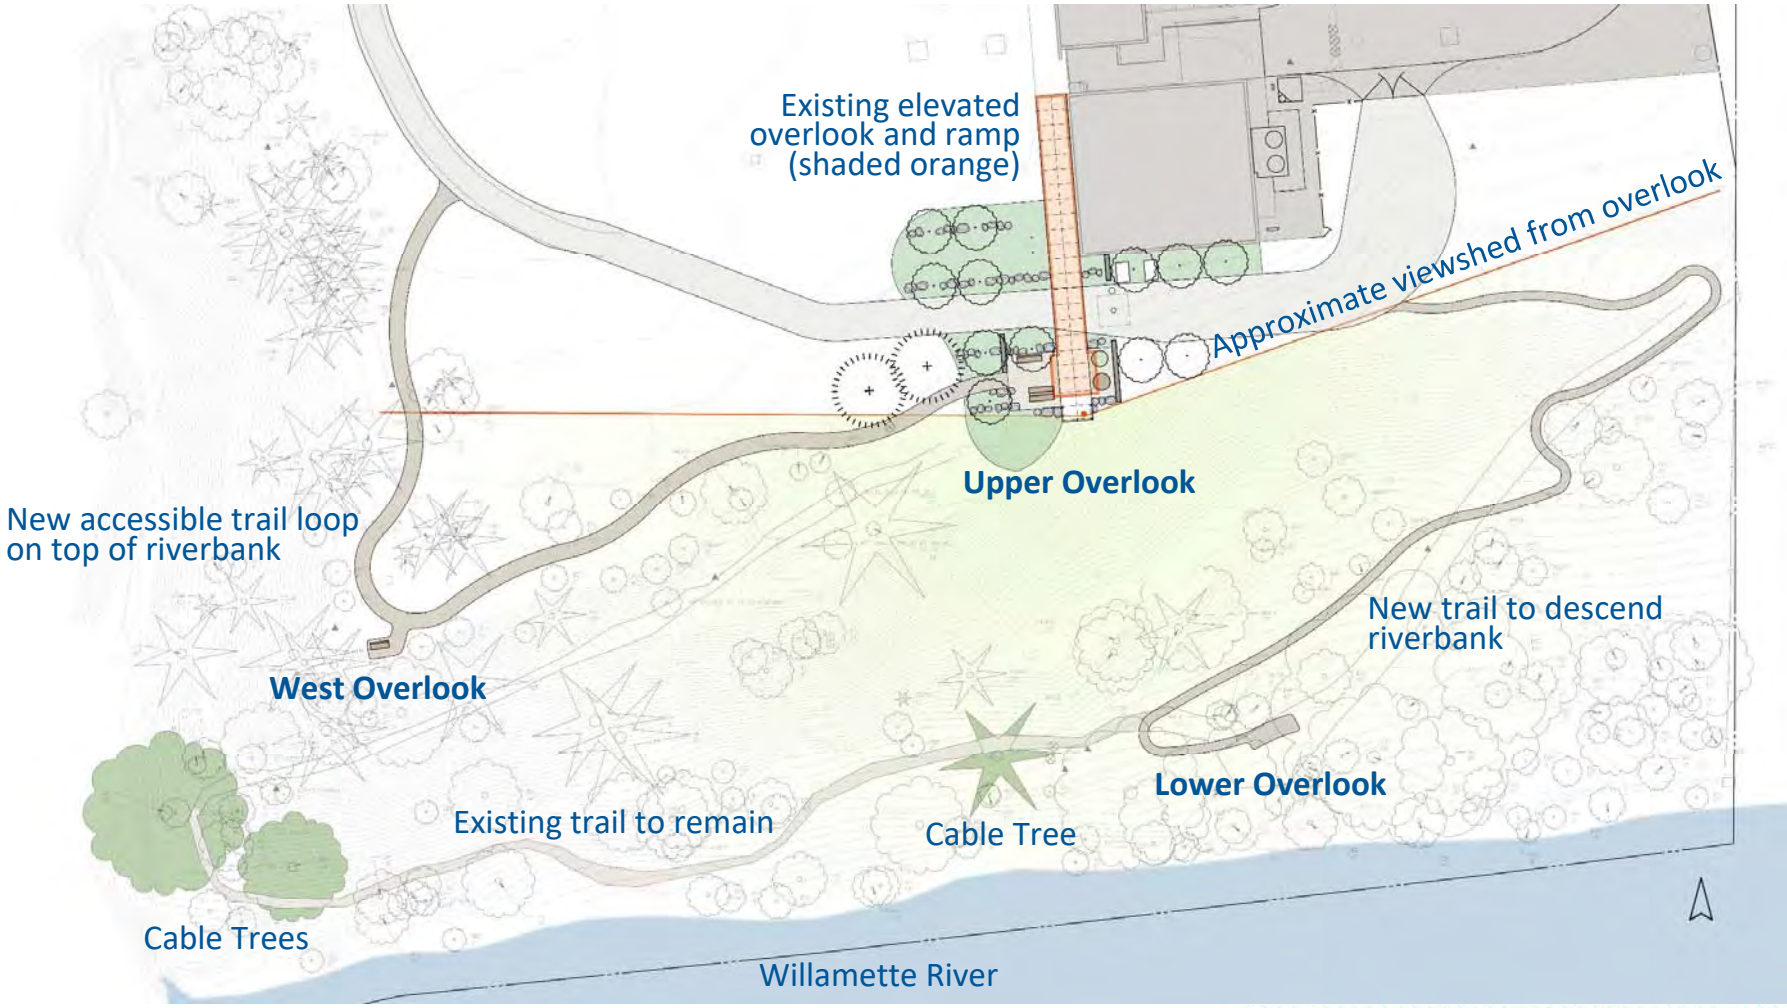 Existing elevated
overlook and ramp
(shaded orange)
Approximate viewshed from overlook
Upper Overlook
New accessible trail loop
on top of riverbank
New trail to descend
riverbank
West Overlook
Lower Overlook
Existing trail to remain
Cable Tree
Cable Trees
Willamette River